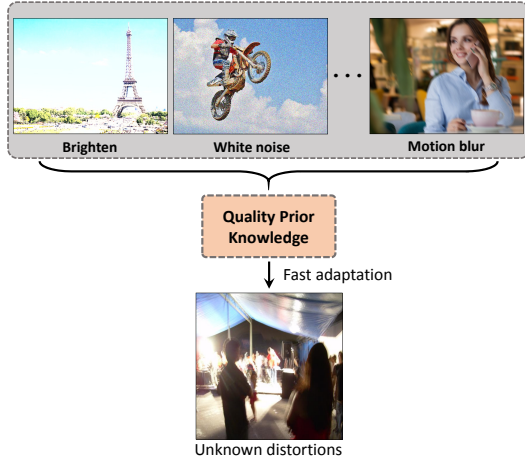 Brighten
White noise
...
Motion blur
Quality Prior
Knowledge
Fast adaptation
Unknown distortions